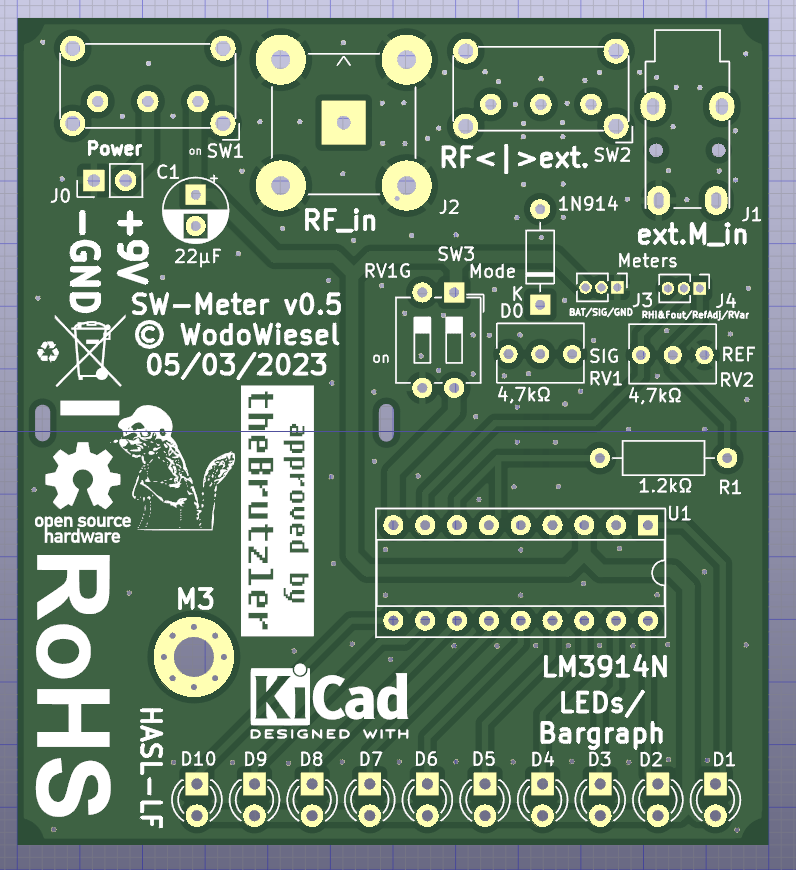 Power
on
SW1
RF<|>ext.
SW2
J0
C1
+
22µF
-GND
+9V
RF_in
J2
1N914
J1
ext.M_in
SW3
Mode
RV1G
on
K
D0
Meters
J3
J4
BAT/SIG/GND
RHI&Fout/RefAdj/RVar
SW-Meter v0.5
© WodoWiesel
05/03/2023
SIG
RV1
4,7kΩ
REF
RV2
4,7kΩ
1.2kΩ
R1
U1
approved by
theBrutzler
open source
hardware
RoHS
M3
HASL-LF
KiCad
DESIGNED WITH
LM3914N
LEDs/
Bargraph
D10 D9 D8 D7 D6 D5 D4 D3 D2 D1